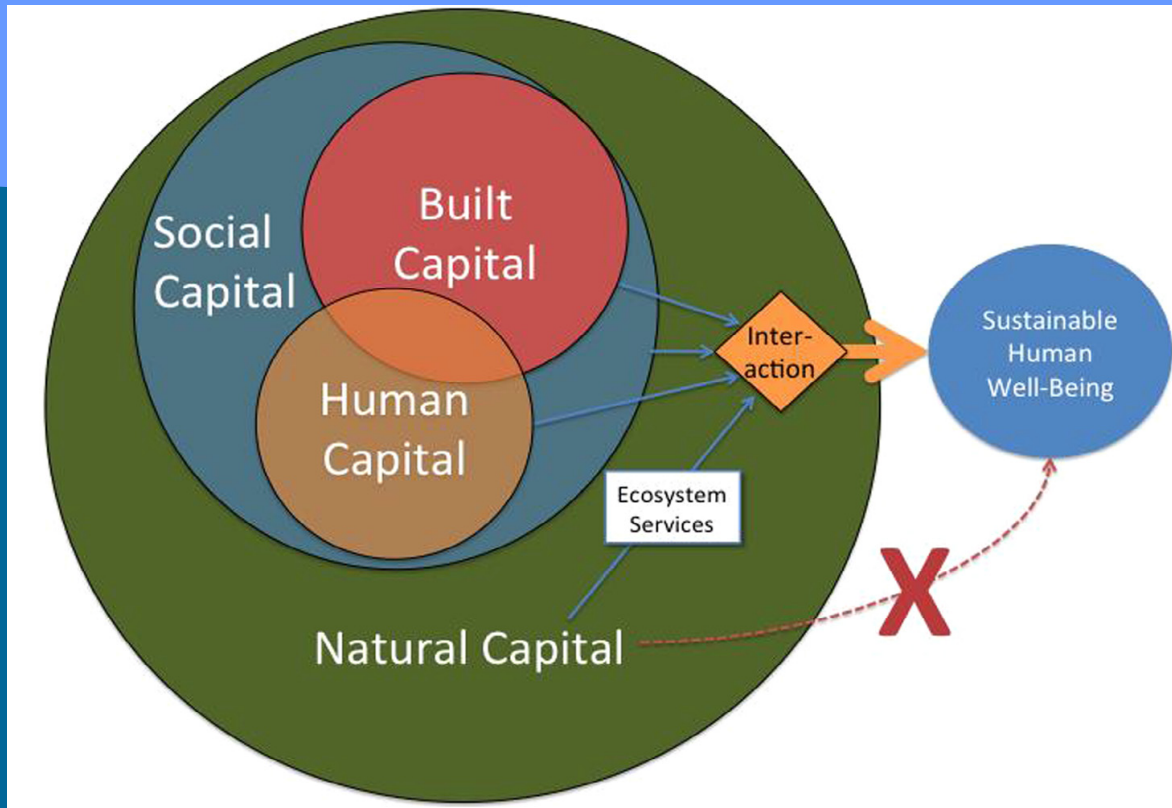 Built
Capital
Social
Capital
Human
Capital
Inter-
action
Sustainable
Human
Well-Being
Ecosystem
Services
Natural Capital
X